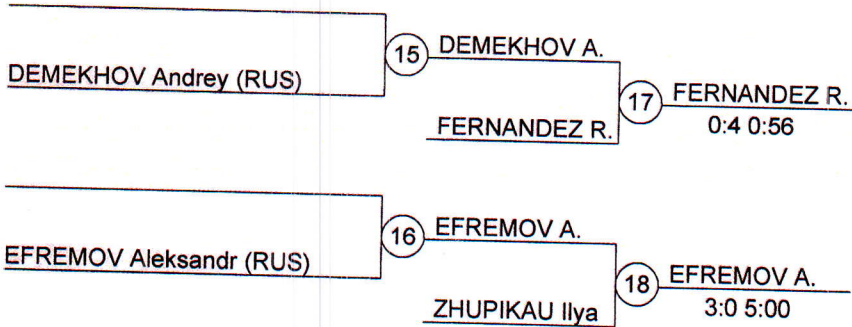 15 DEMEKHOV A.
DEMEKHOV Andrey (RUS)
17 FERNANDEZ R.
0:4 0:56
FERNANDEZ R.
16 EFREMOV A.
EFREMOV Aleksandr (RUS)
18 EFREMOV A.
3:0 5:00
ZHUPIKAU Ilya